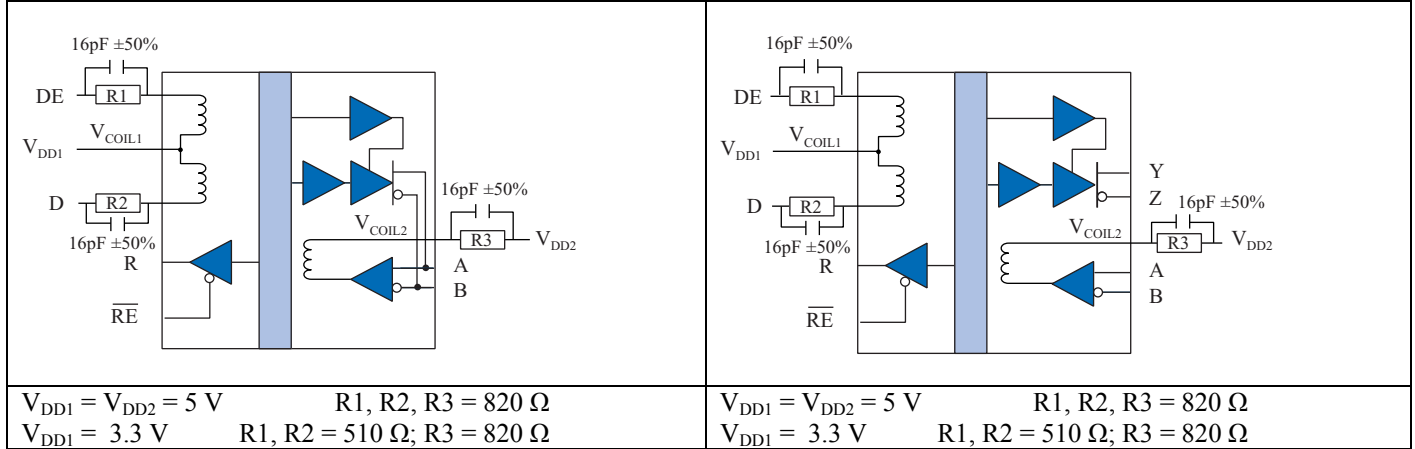 16pF ±50%
DE
R1
V_COIL1
V_DD1
D
R2
16pF ±50%
R
R̅E̅
16pF ±50%
V_COIL2
R3
V_DD2
A
B
V_DD1 = V_DD2 = 5 V R1, R2, R3 = 820 Ω
V_DD1 = 3.3 V R1, R2 = 510 Ω; R3 = 820 Ω
16pF ±50%
DE
R1
V_COIL1
V_DD1
D
R2
16pF ±50%
R
R̅E̅
Y
Z
16pF ±50%
V_COIL2
R3
V_DD2
A
B
V_DD1 = V_DD2 = 5 V R1, R2, R3 = 820 Ω
V_DD1 = 3.3 V R1, R2 = 510 Ω; R3 = 820 Ω